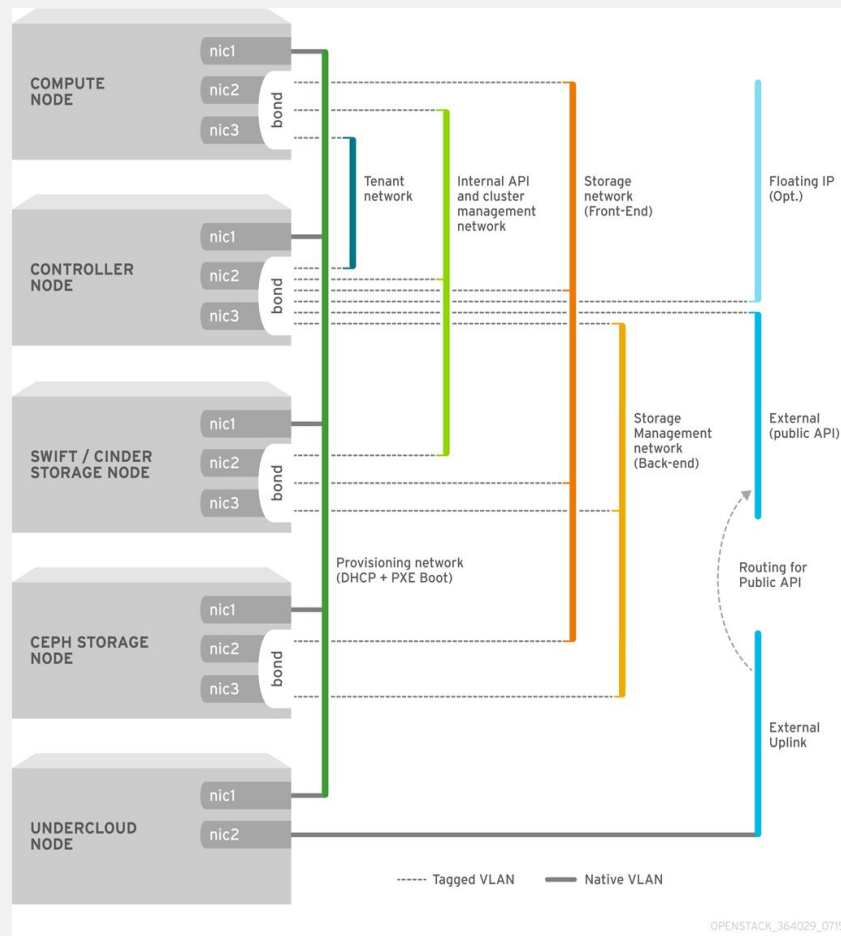 COMPUTE
NODE
nic1
nic2
nic3
bond
Tenant
network
Internal API
and cluster
management
network
Storage
network
(Front-End)
Floating IP
(Opt.)
CONTROLLER
NODE
nic1
nic2
nic3
bond
SWIFT / CINDER
STORAGE NODE
nic1
nic2
nic3
bond
Storage
Management
network
(Back-end)
External
(public API)
Provisioning network
(DHCP + PXE Boot)
Routing for
Public API
CEPH STORAGE
NODE
nic1
nic2
nic3
bond
External
Uplink
UNDERCLOUD
NODE
nic1
nic2
Tagged VLAN
Native VLAN
OPENSTACK_364029_0719